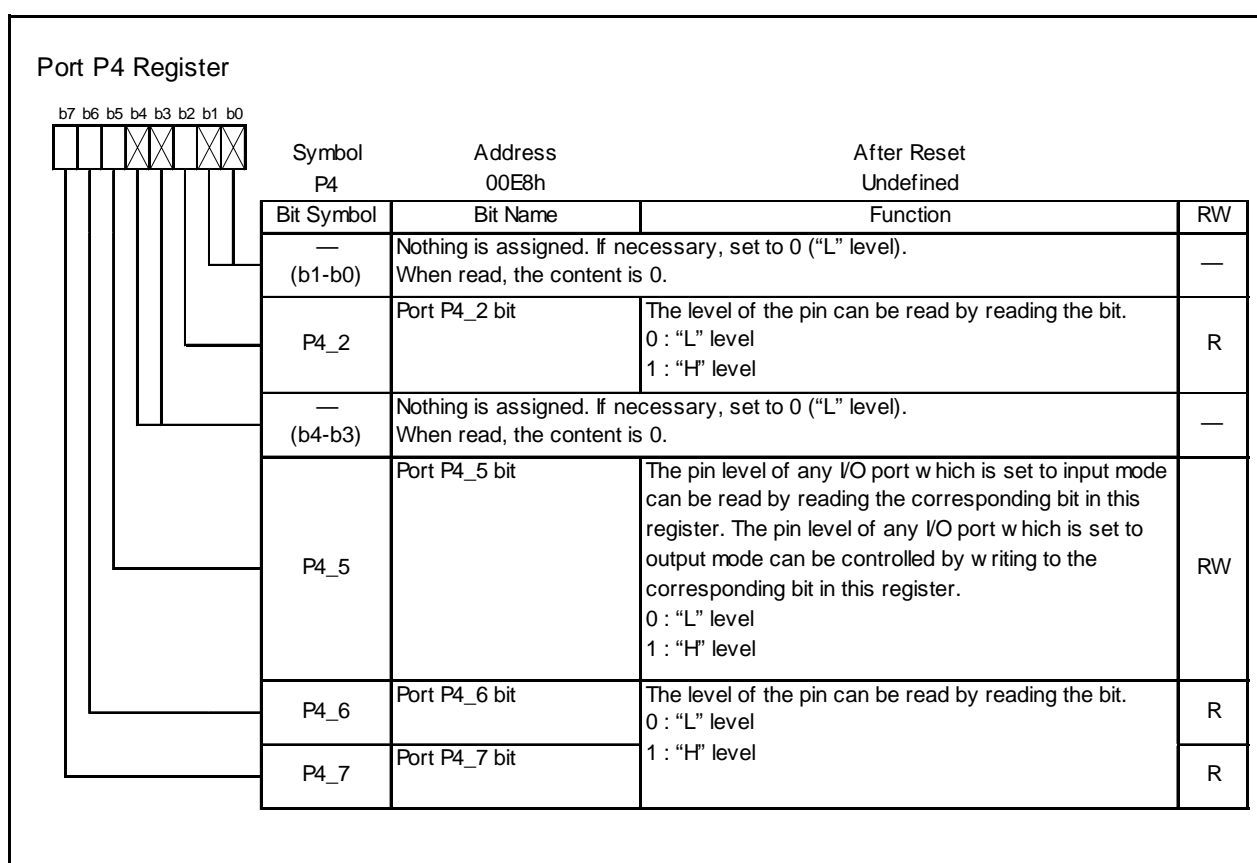 Port P4 Register
b7 b6 b5 b4 b3 b2 b1 b0
Symbol Address After Reset
P4 00E8h Undefined
Bit Symbol Bit Name Function RW
— Nothing is assigned. If necessary, set to 0 (“L” level).
(b1-b0) When read, the content is 0. —
Port P4_2 bit The level of the pin can be read by reading the bit.
P4_2 0 : “L” level R
1 : “H” level
— Nothing is assigned. If necessary, set to 0 (“L” level).
(b4-b3) When read, the content is 0. —
Port P4_5 bit The pin level of any I/O port which is set to input mode
can be read by reading the corresponding bit in this
register. The pin level of any I/O port which is set to
P4_5 output mode can be controlled by writing to the RW
corresponding bit in this register.
0 : “L” level
1 : “H” level
P4_6 Port P4_6 bit The level of the pin can be read by reading the bit. R
0 : “L” level
Port P4_7 bit 1 : “H” level
P4_7 R